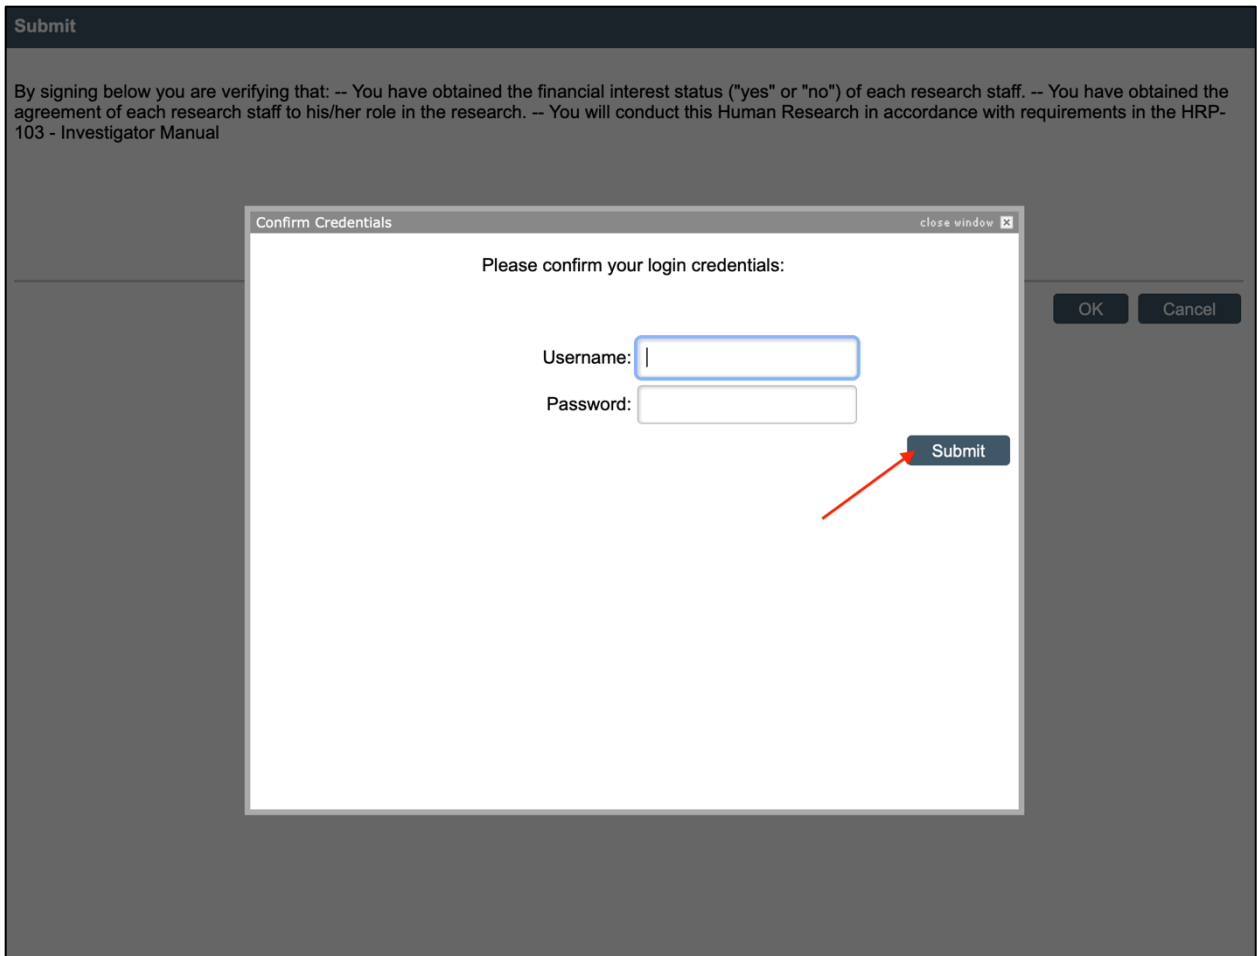 Submit
By signing below you are verifying that: -- You have obtained the financial interest status ("yes" or "no") of each research staff. -- You have obtained the
agreement of each research staff to his/her role in the research. -- You will conduct this Human Research in accordance with requirements in the HRP-
103 - Investigator Manual
Confirm Credentials
close window
Please confirm your login credentials:
OK
Cancel
Username:
Password:
Submit